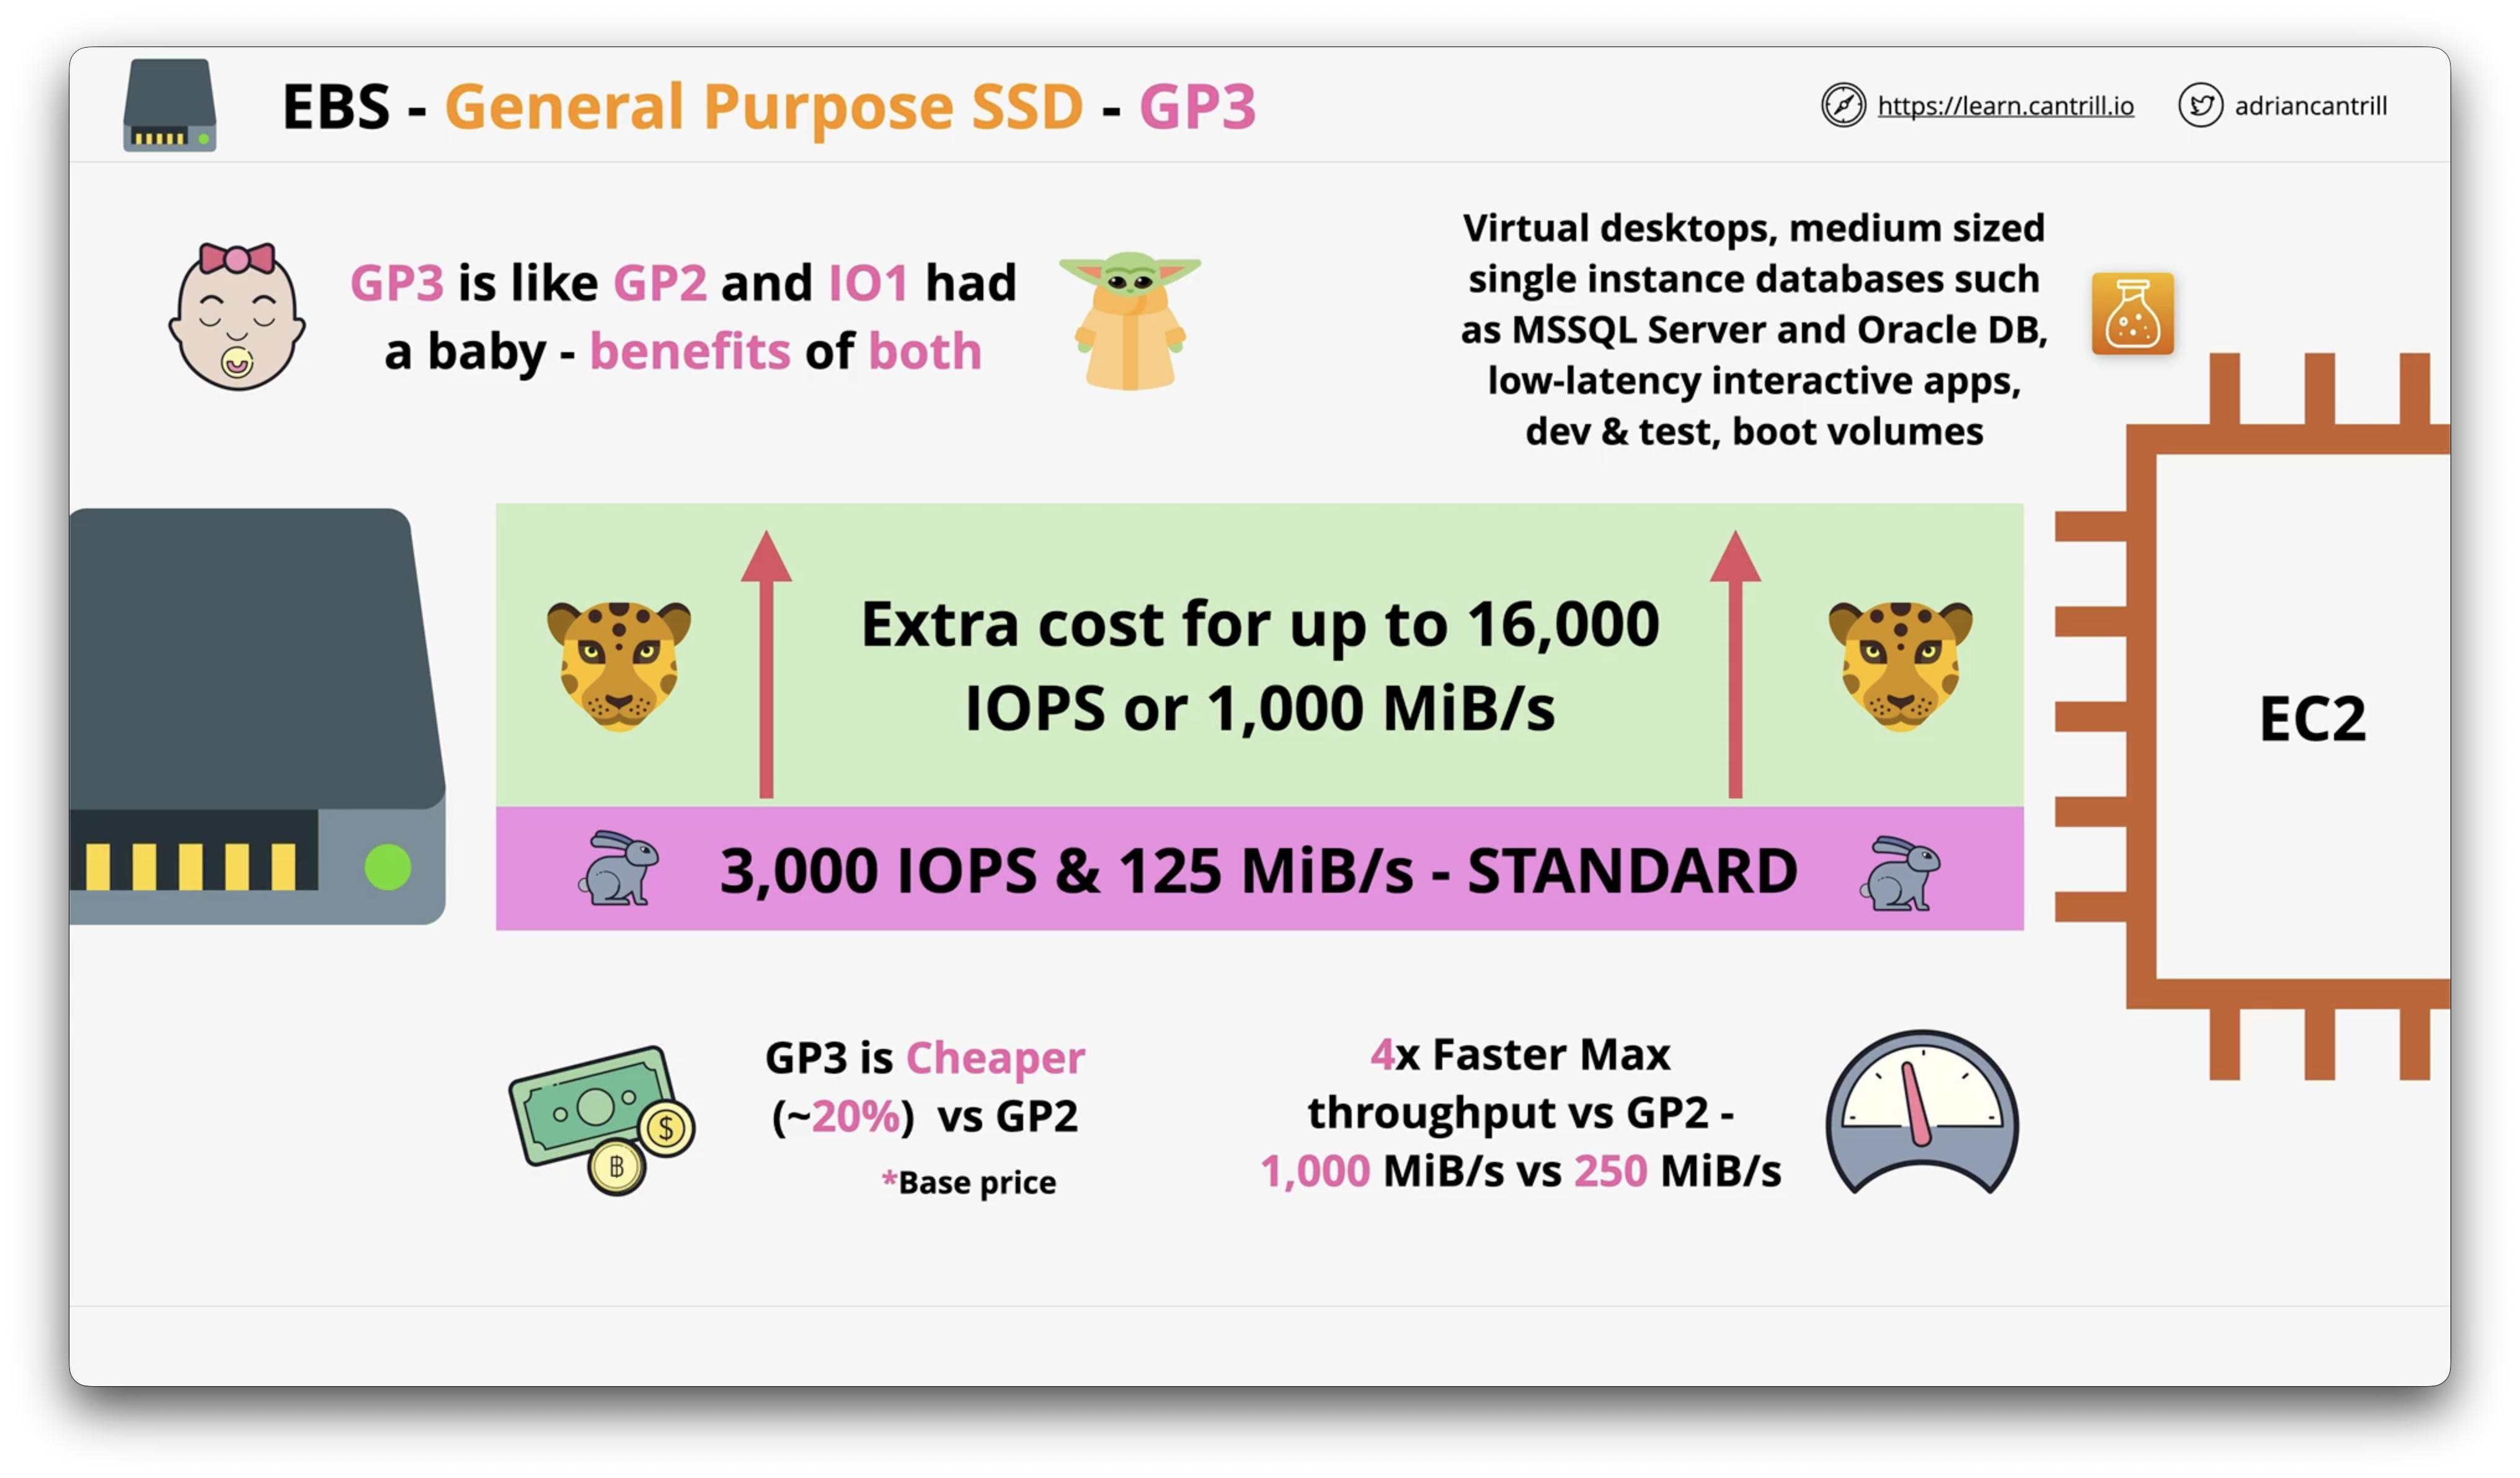 EBS - General Purpose SSD - GP3
https://learn.cantrill.io
adriancantrill
GP3 is like GP2 and IO1 had
a baby - benefits of both
Virtual desktops, medium sized
single instance databases such
as MSSQL Server and Oracle DB,
low-latency interactive apps,
dev & test, boot volumes
Extra cost for up to 16,000
IOPS or 1,000 MiB/s
3,000 IOPS & 125 MiB/s - STANDARD
EC2
GP3 is Cheaper
(~20%) vs GP2
*Base price
4x Faster Max
throughput vs GP2 -
1,000 MiB/s vs 250 MiB/s